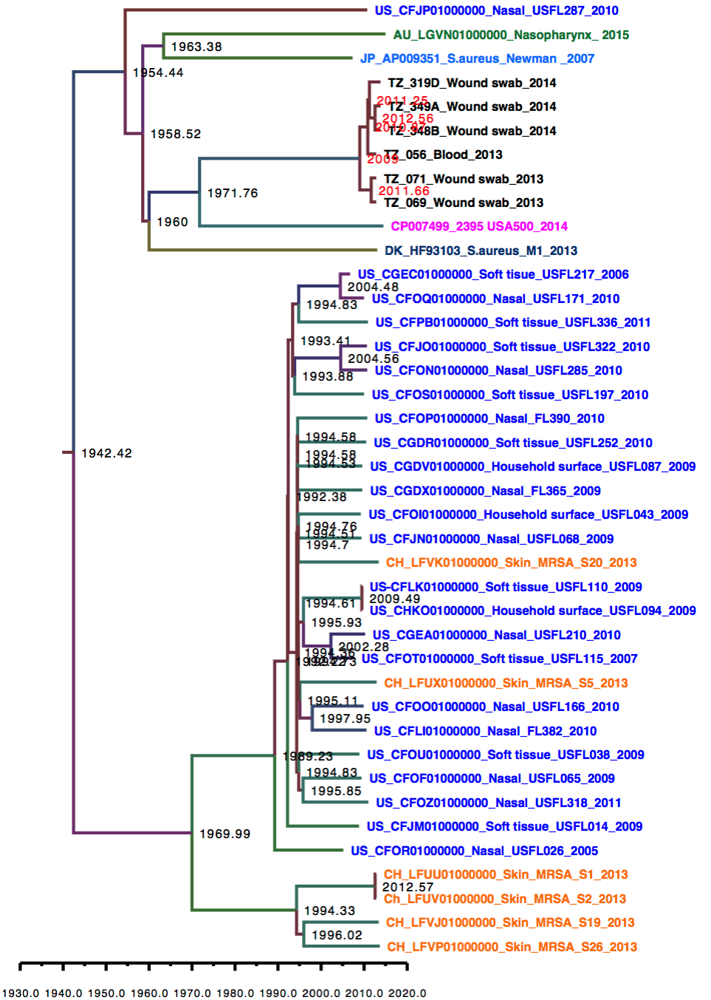 US_CFJP01000000_Nasal_USFL287_2010
AU_LGVN01000000_Nasopharynx_ 2015
1963.38
JP_AP009351_S.aureus_Newman _2007
1954.44
TZ_319D_Wound swab_2014
2011.25
TZ_349A_Wound swab_2014
2012.56
TZ_348B_Wound swab_2014
1958.52
TZ_056_Blood_2013
2009
TZ_071_Wound swab_2013
2011.66
1971.76
TZ_069_Wound swab_2013
1960
CP007499_2395 USA500_2014
DK_HF93103_S.aureus_M1_2013
US_CGEC01000000_Soft tisue_USFL217_2006
2004.48
US_CFOQ01000000_Nasal_USFL171_2010
1994.83
US_CFPB01000000_Soft tissue_USFL336_2011
1993.41
US_CFJO01000000_Soft tissue_USFL322_2010
2004.56
US_CFON01000000_Nasal_USFL285_2010
1993.88
US_CFOS01000000_Soft tissue_USFL197_2010
US_CFOP01000000_Nasal_FL390_2010
1994.58
US_CGDR01000000_Soft tissue_USFL252_2010
1994.58
1994.53
US_CGDV01000000_Household surface_USFL087_2009
US_CGDX01000000_Nasal_FL365_2009
1992.38
US_CFOI01000000_Household surface_USFL043_2009
1994.76
1994.51
US_CFJN01000000_Nasal_USFL068_2009
1994.7
CH_LFVK01000000_Skin_MRSA_S20_2013
US-CFLK01000000_Soft tissue_USFL110_2009
2009.49
1994.61
US_CHKO01000000_Household surface_USFL094_2009
1995.93
US_CGEA01000000_Nasal_USFL210_2010
2002.28
1994.36
US_CFOT01000000_Soft tissue_USFL115_2007
CH_LFUX01000000_Skin_MRSA_S5_2013
1995.11
US_CFOO01000000_Nasal_USFL166_2010
1997.95
US_CFLI01000000_Nasal_FL382_2010
1989.23
US_CFOU01000000_Soft tissue_USFL038_2009
1994.83
US_CFOF01000000_Nasal_USFL065_2009
1995.85
US_CFOZ01000000_Nasal_USFL318_2011
1942.42
US_CFJM01000000_Soft tissue_USFL014_2009
1969.99
US_CFOR01000000_Nasal_USFL026_2005
CH_LFUU01000000_Skin_MRSA_S1_2013
2012.57
Ch_LFUV01000000_Skin_MRSA_S2_2013
1994.33
CH_LFVJ01000000_Skin_MRSA_S19_2013
1996.02
CH_LFVP01000000_Skin_MRSA_S26_2013
1930.0 1940.0 1950.0 1960.0 1970.0 1980.0 1990.0 2000.0 2010.0 2020.0